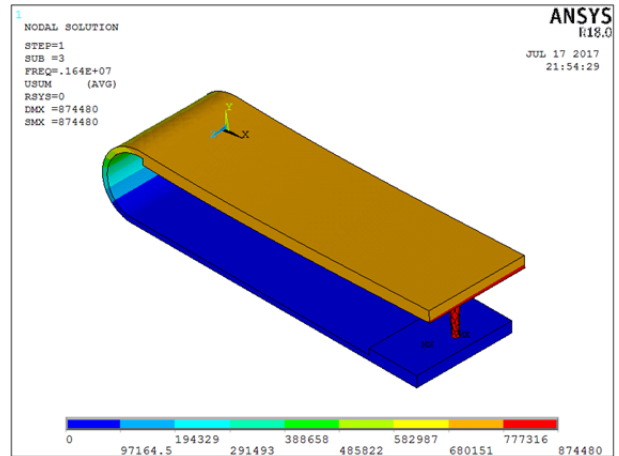 1
NODAL SOLUTION
ANSYS
R18.0
STEP=1
SUB =3
FREQ=.164E+07
USUM (AVG)
RSYS=0
DMX =874480
SMX =874480
JUL 17 2017
21:54:29
Y
X
0
97164.5
194329
291493
388658
485822
582987
680151
777316
874480